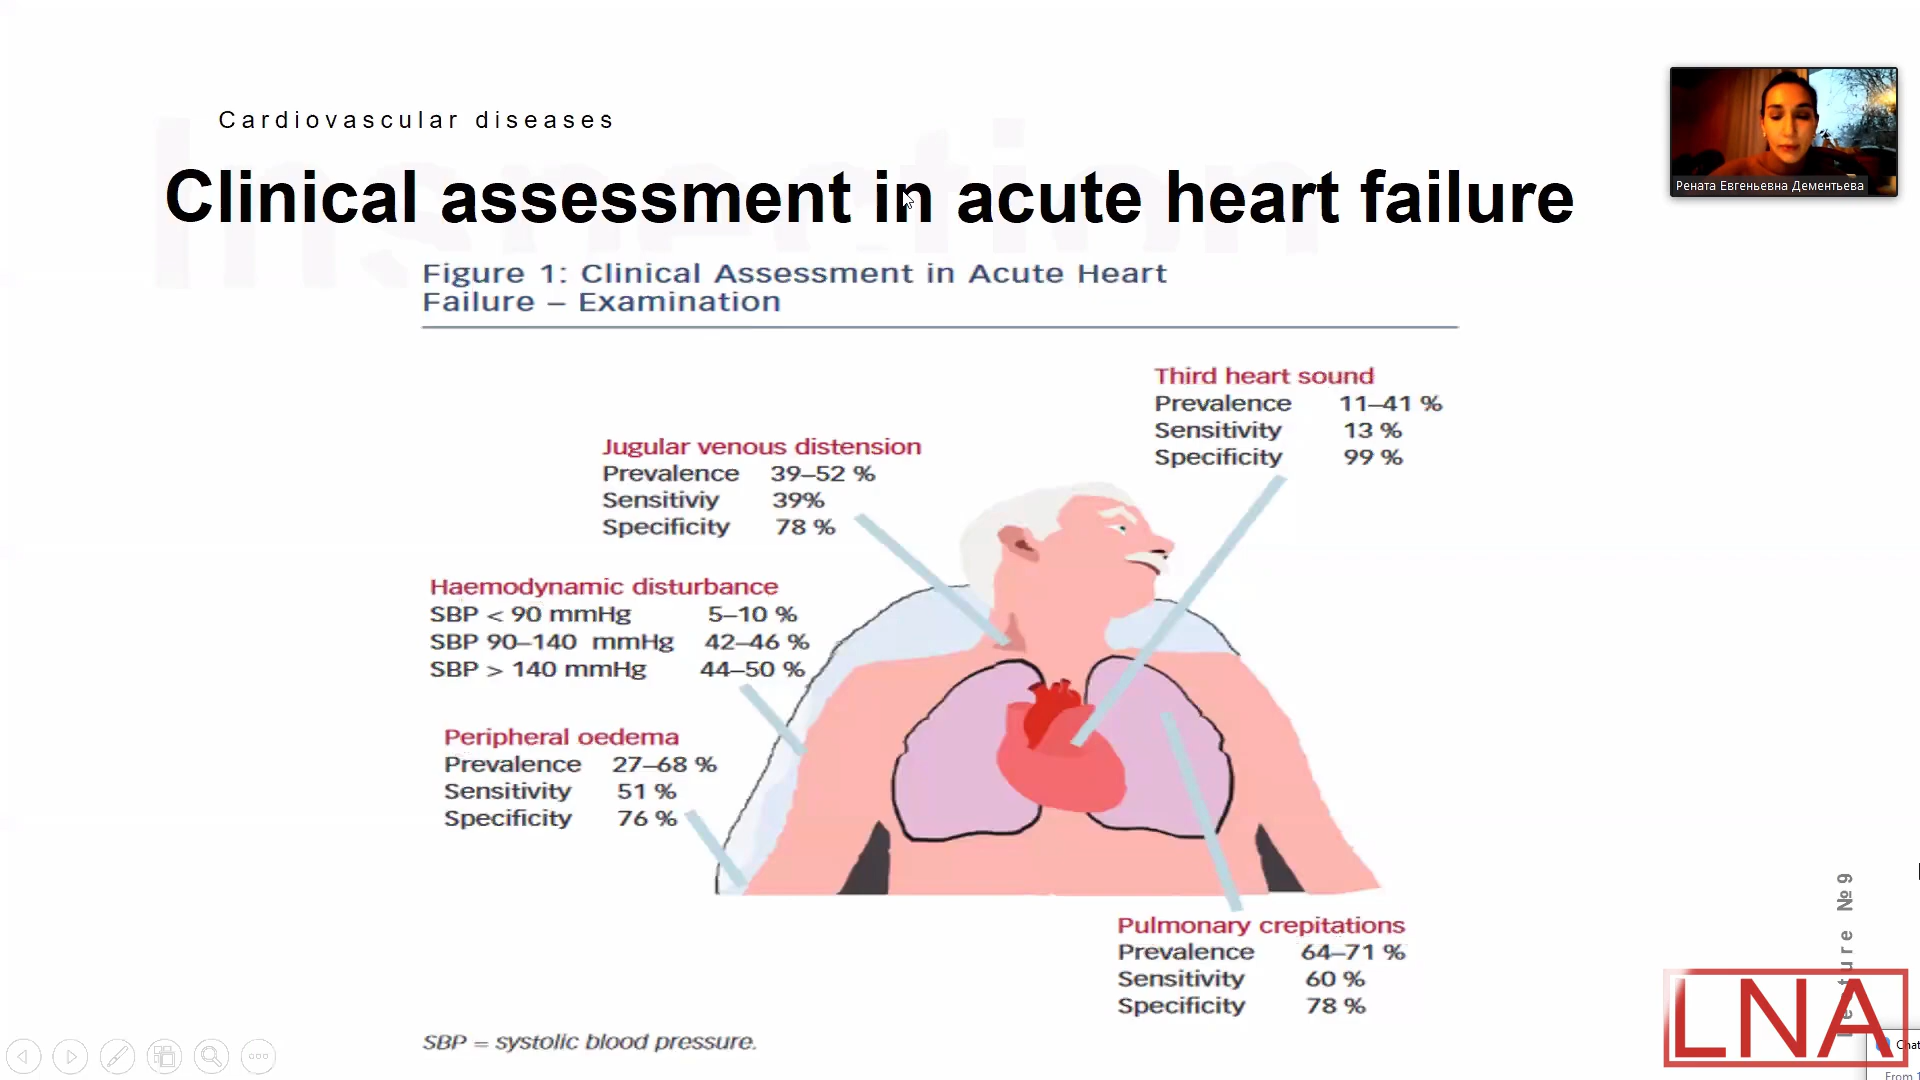 Cardiovascular diseases
Clinical assessment in acute heart failure
Рената Евгеньевна Дементьева
Figure 1: Clinical Assessment in Acute Heart
Failure – Examination
Third heart sound
Prevalence 11–41 %
Sensitivity 13 %
Specificity 99 %
Jugular venous distension
Prevalence 39–52 %
Sensitiviy 39%
Specificity 78 %
Haemodynamic disturbance
SBP < 90 mmHg 5–10 %
SBP 90–140 mmHg 42–46 %
SBP > 140 mmHg 44–50 %
Peripheral oedema
Prevalence 27–68 %
Sensitivity 51 %
Specificity 76 %
Pulmonary crepitations
Prevalence 64–71 %
Sensitivity 60 %
Specificity 78 %
SBP = systolic blood pressure.
Lecture №9
LNA
Chat
From 1